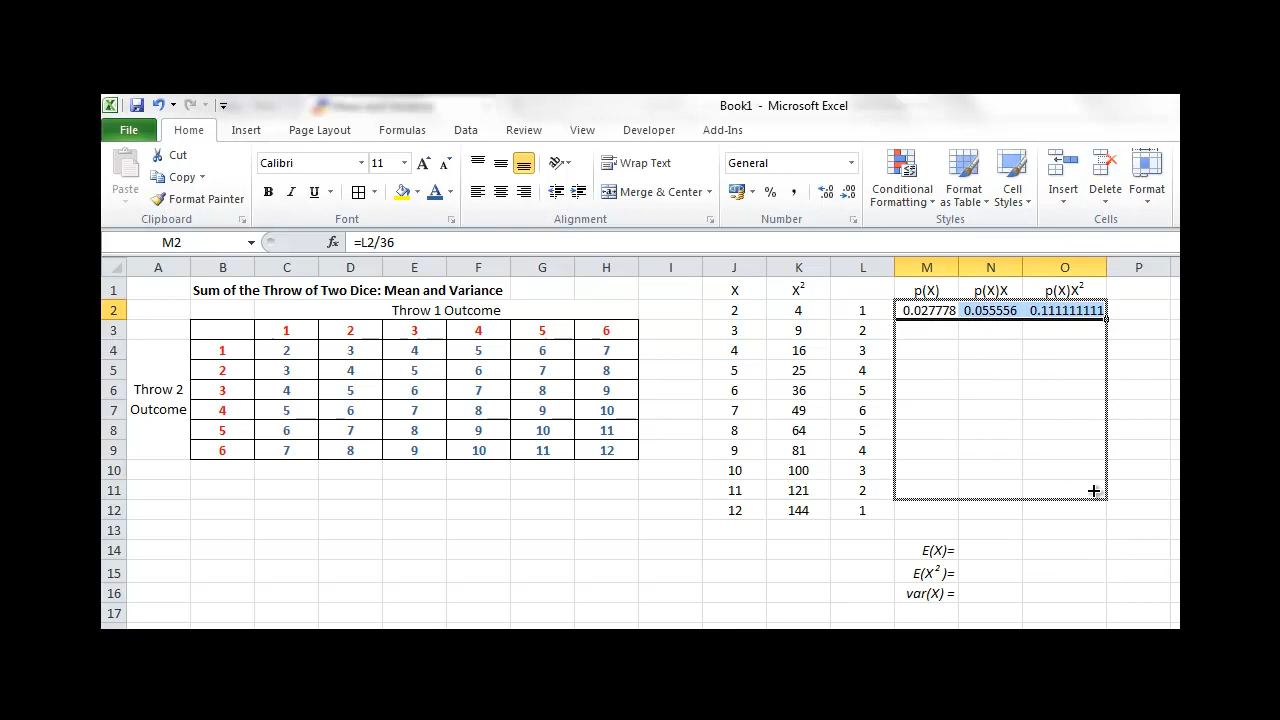 Book1 - Microsoft Excel
File Home Insert Page Layout Formulas Data Review View Developer Add-Ins
Cut
Copy
Format Painter
Paste
Clipboard
Calibri 11
Font
Wrap Text
Merge & Center
Alignment
General
Number
Conditional Formatting
Format as Table
Cell Styles
Styles
Insert Delete Format
Cells
M2 fx =L2/36
A B C D E F G H I J K L M N O P
1 Sum of the Throw of Two Dice: Mean and Variance X X² p(X) p(X)X p(X)X²
2 Throw 1 Outcome 2 4 1 0.027778 0.055556 0.111111111
3 1 2 3 4 5 6 3 9 2
4 1 2 3 4 5 6 7 4 16 3
5 2 3 4 5 6 7 8 5 25 4
6 Throw 2 3 4 5 6 7 8 9 6 36 5
7 Outcome 4 5 6 7 8 9 10 7 49 6
8 5 6 7 8 9 10 11 8 64 5
9 6 7 8 9 10 11 12 9 81 4
10 10 100 3
11 11 121 2
12 12 144 1
13
14 E(X)=
15 E(X²)=
16 var(X) =
17